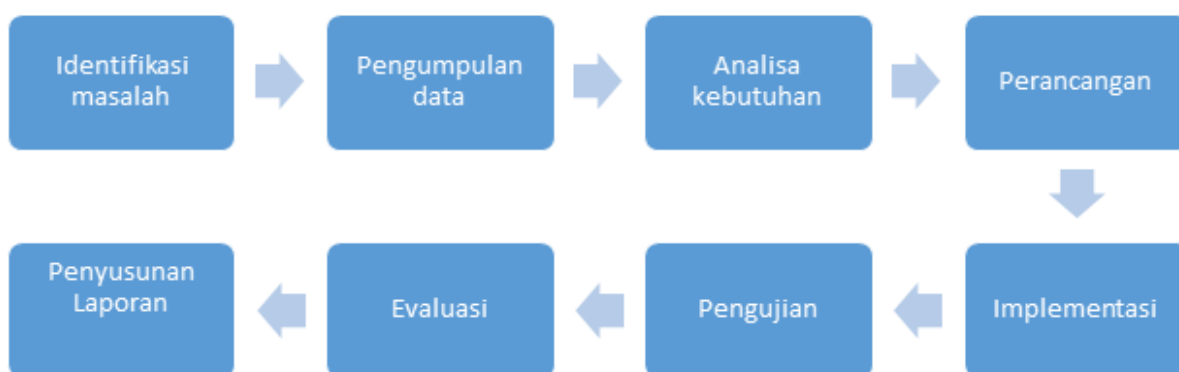 Identifikasi
masalah
Pengumpulan
data
Analisa
kebutuhan
Perancangan
Implementasi
Pengujian
Evaluasi
Penyusunan
Laporan